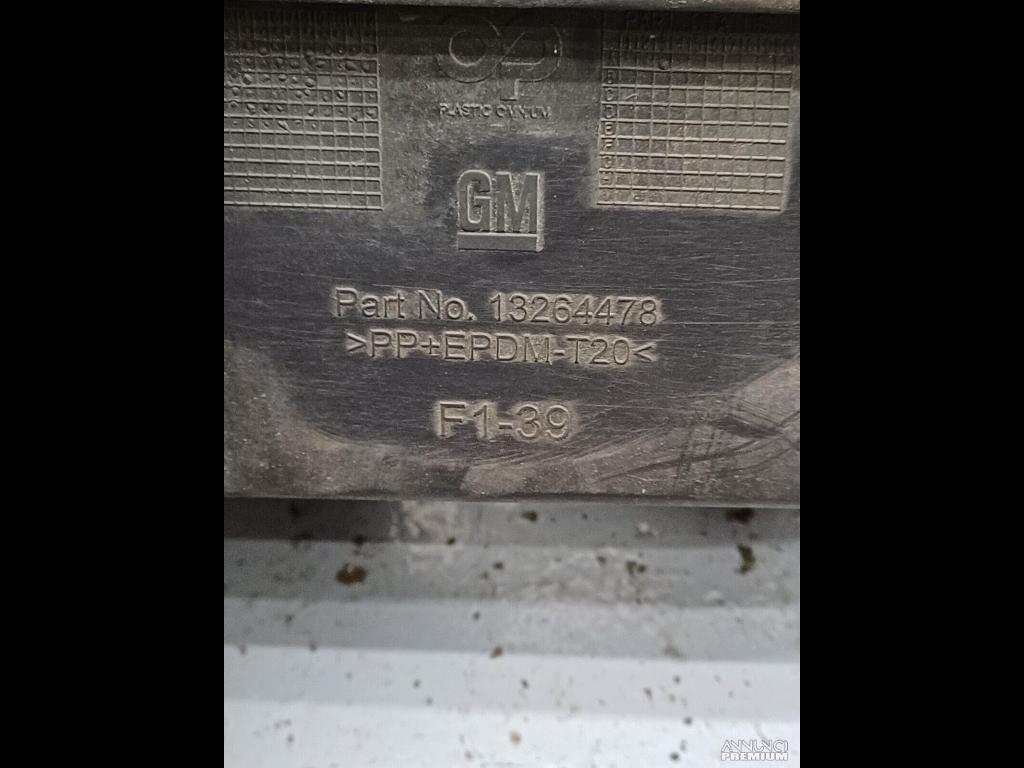 PLASTIC OMNIUM
GM
Part No. 13264478
>PP+EPDM-T20<
F1-39
ANNUNCI
PREMIUM